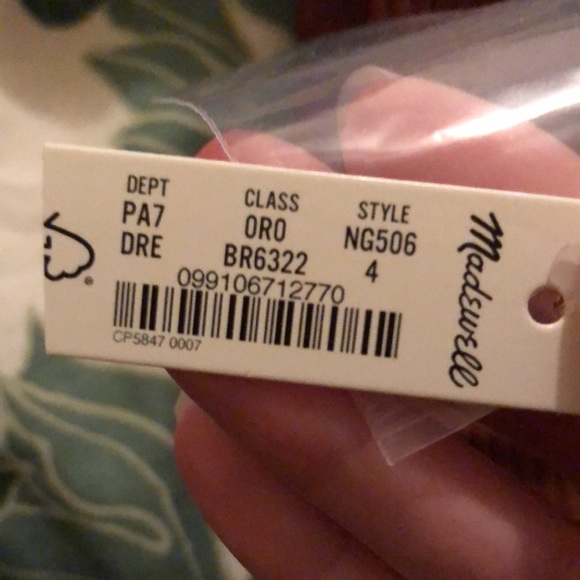 DEPT CLASS STYLE
PA7 ORO NG506
DRE BR6322 4
099106712770
CP5847 0007
Madewell
®